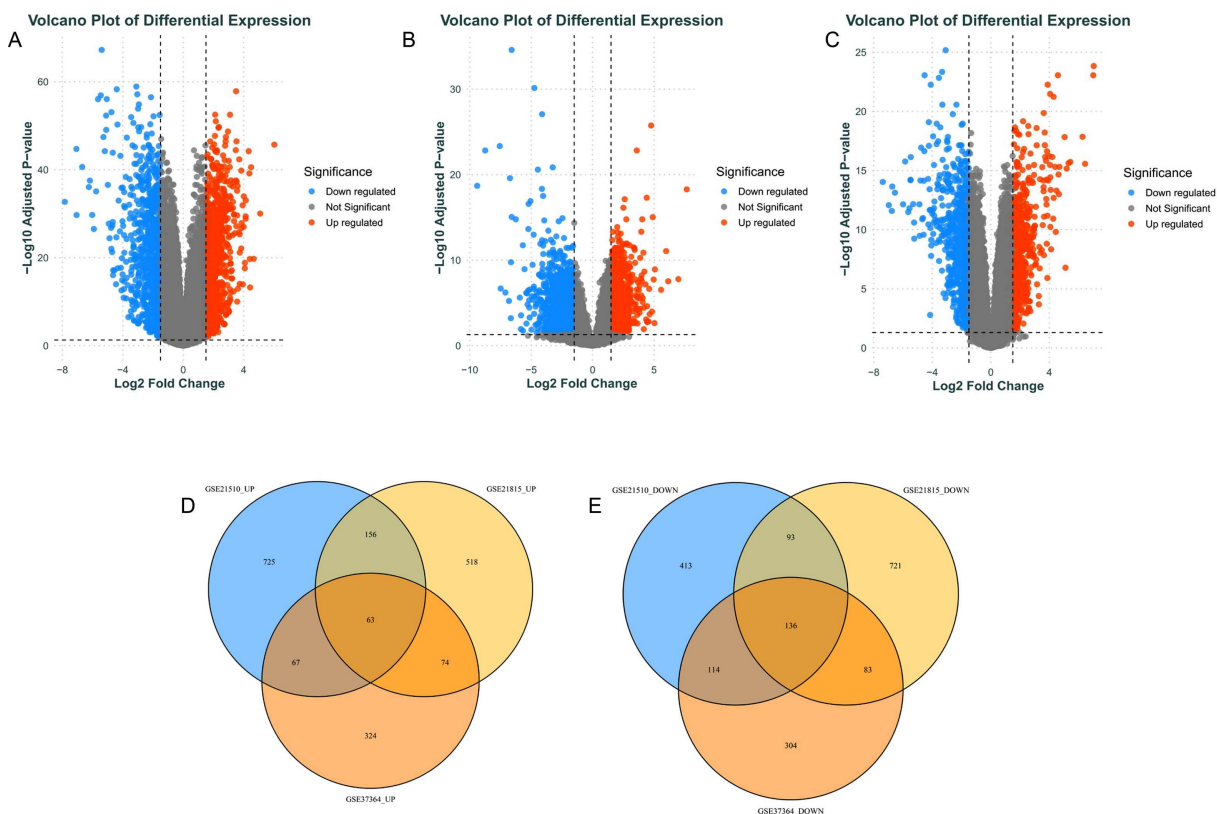 A
Volcano Plot of Differential Expression
−Log10 Adjusted P-value
60
40
20
0
−8
−4
0
4
Log2 Fold Change
Significance
Down regulated
Not Significant
Up regulated
B
Volcano Plot of Differential Expression
−Log10 Adjusted P-value
30
20
10
0
−10
−5
0
5
Log2 Fold Change
Significance
Down regulated
Not Significant
Up regulated
C
Volcano Plot of Differential Expression
−Log10 Adjusted P-value
25
20
15
10
5
0
−8
−4
0
4
Log2 Fold Change
Significance
Down regulated
Not Significant
Up regulated
D
GSE21510_UP
GSE21815_UP
156
725
518
63
67
74
324
GSE37364_UP
E
GSE21510_DOWN
GSE21815_DOWN
93
413
721
136
114
83
304
GSE37364_DOWN